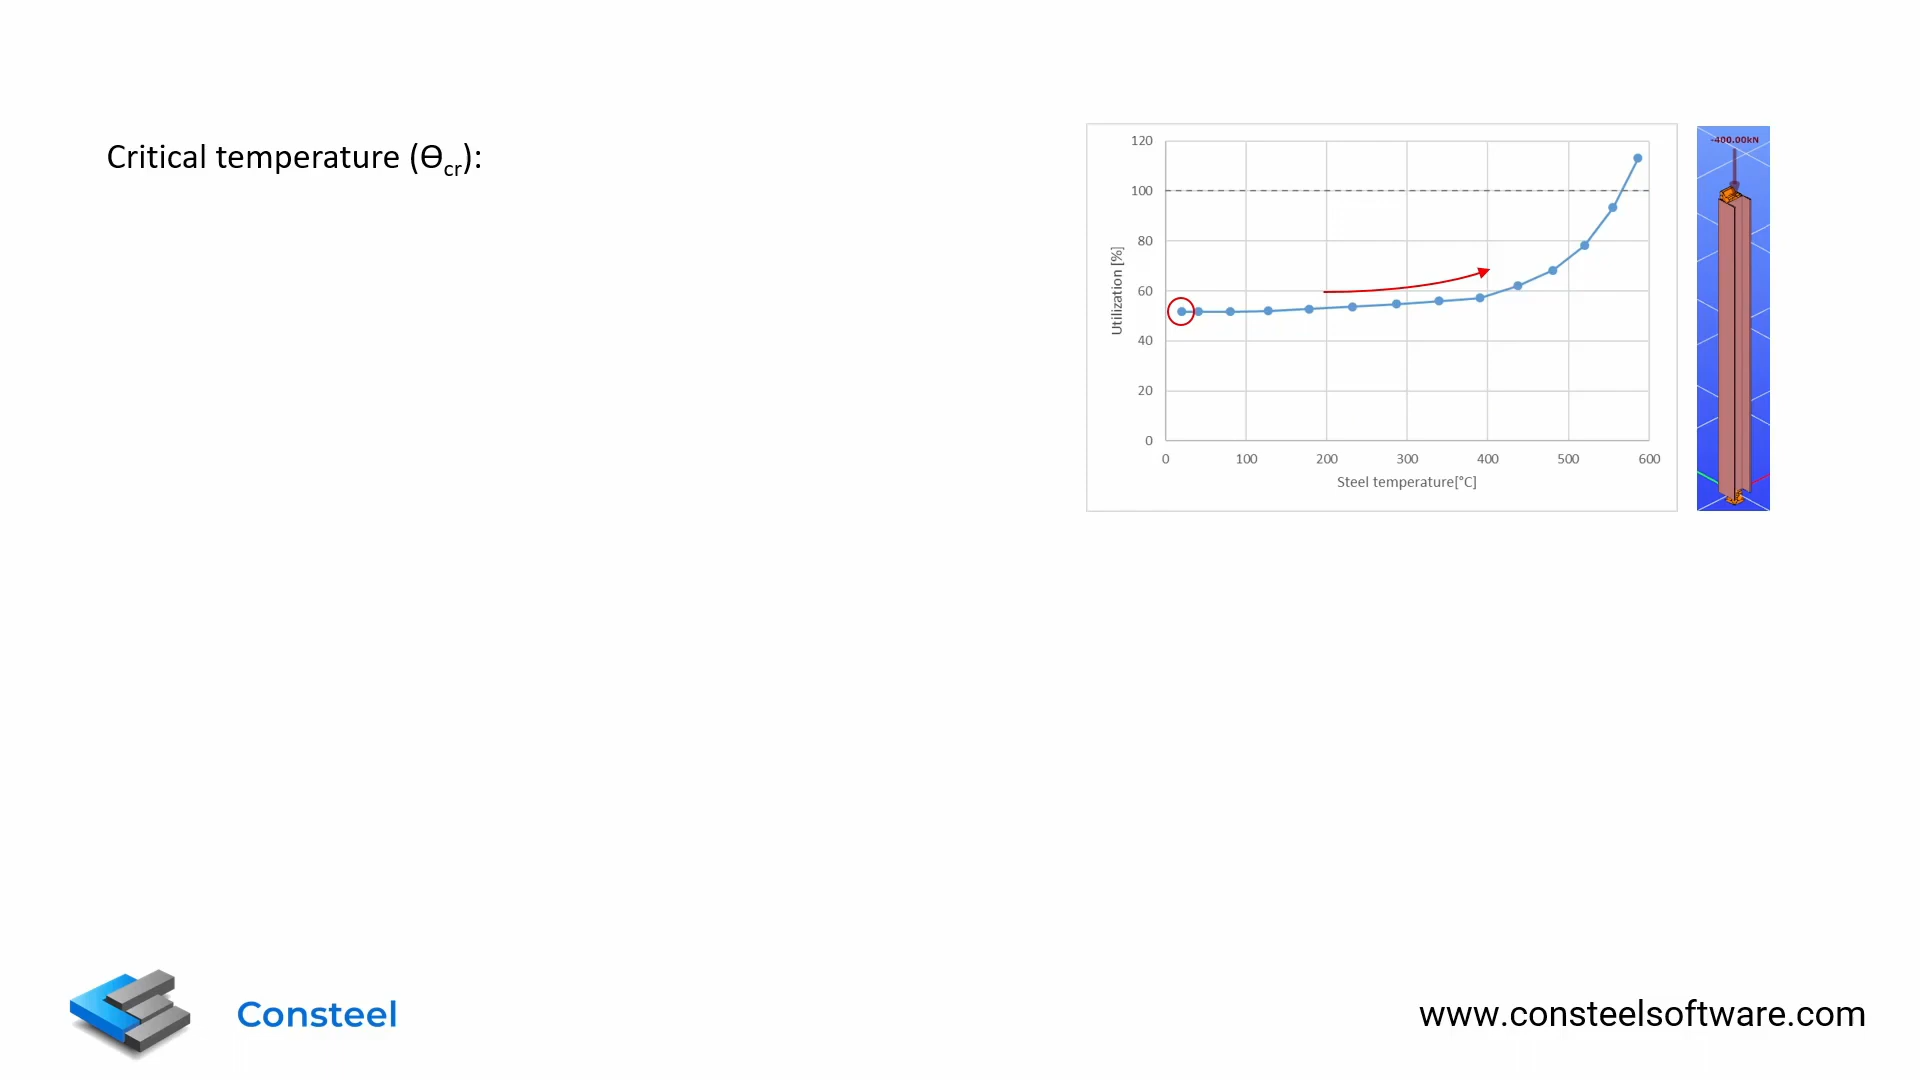 Critical temperature (Ɵcr):
120
100
80
60
40
20
0
Utilization [%]
0 100 200 300 400 500 600
Steel temperature[°C]
-400.00kN
Consteel
www.consteelsoftware.com